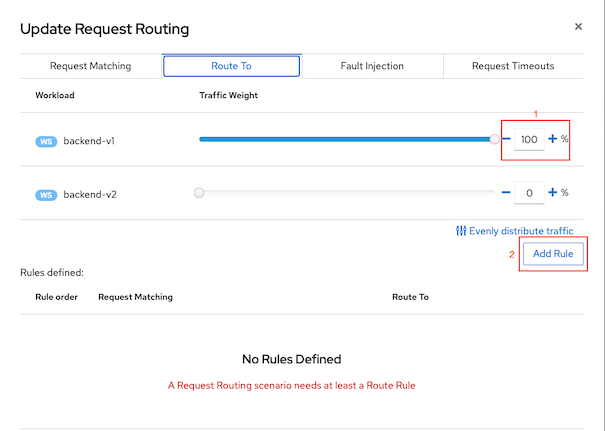 Update Request Routing ×
Request Matching Route To Fault Injection Request Timeouts
Workload Traffic Weight
1
WS backend-v1 − 100 + %
WS backend-v2 − 0 + %
Evenly distribute traffic
2 Add Rule
Rules defined:
Rule order Request Matching Route To
No Rules Defined
A Request Routing scenario needs at least a Route Rule